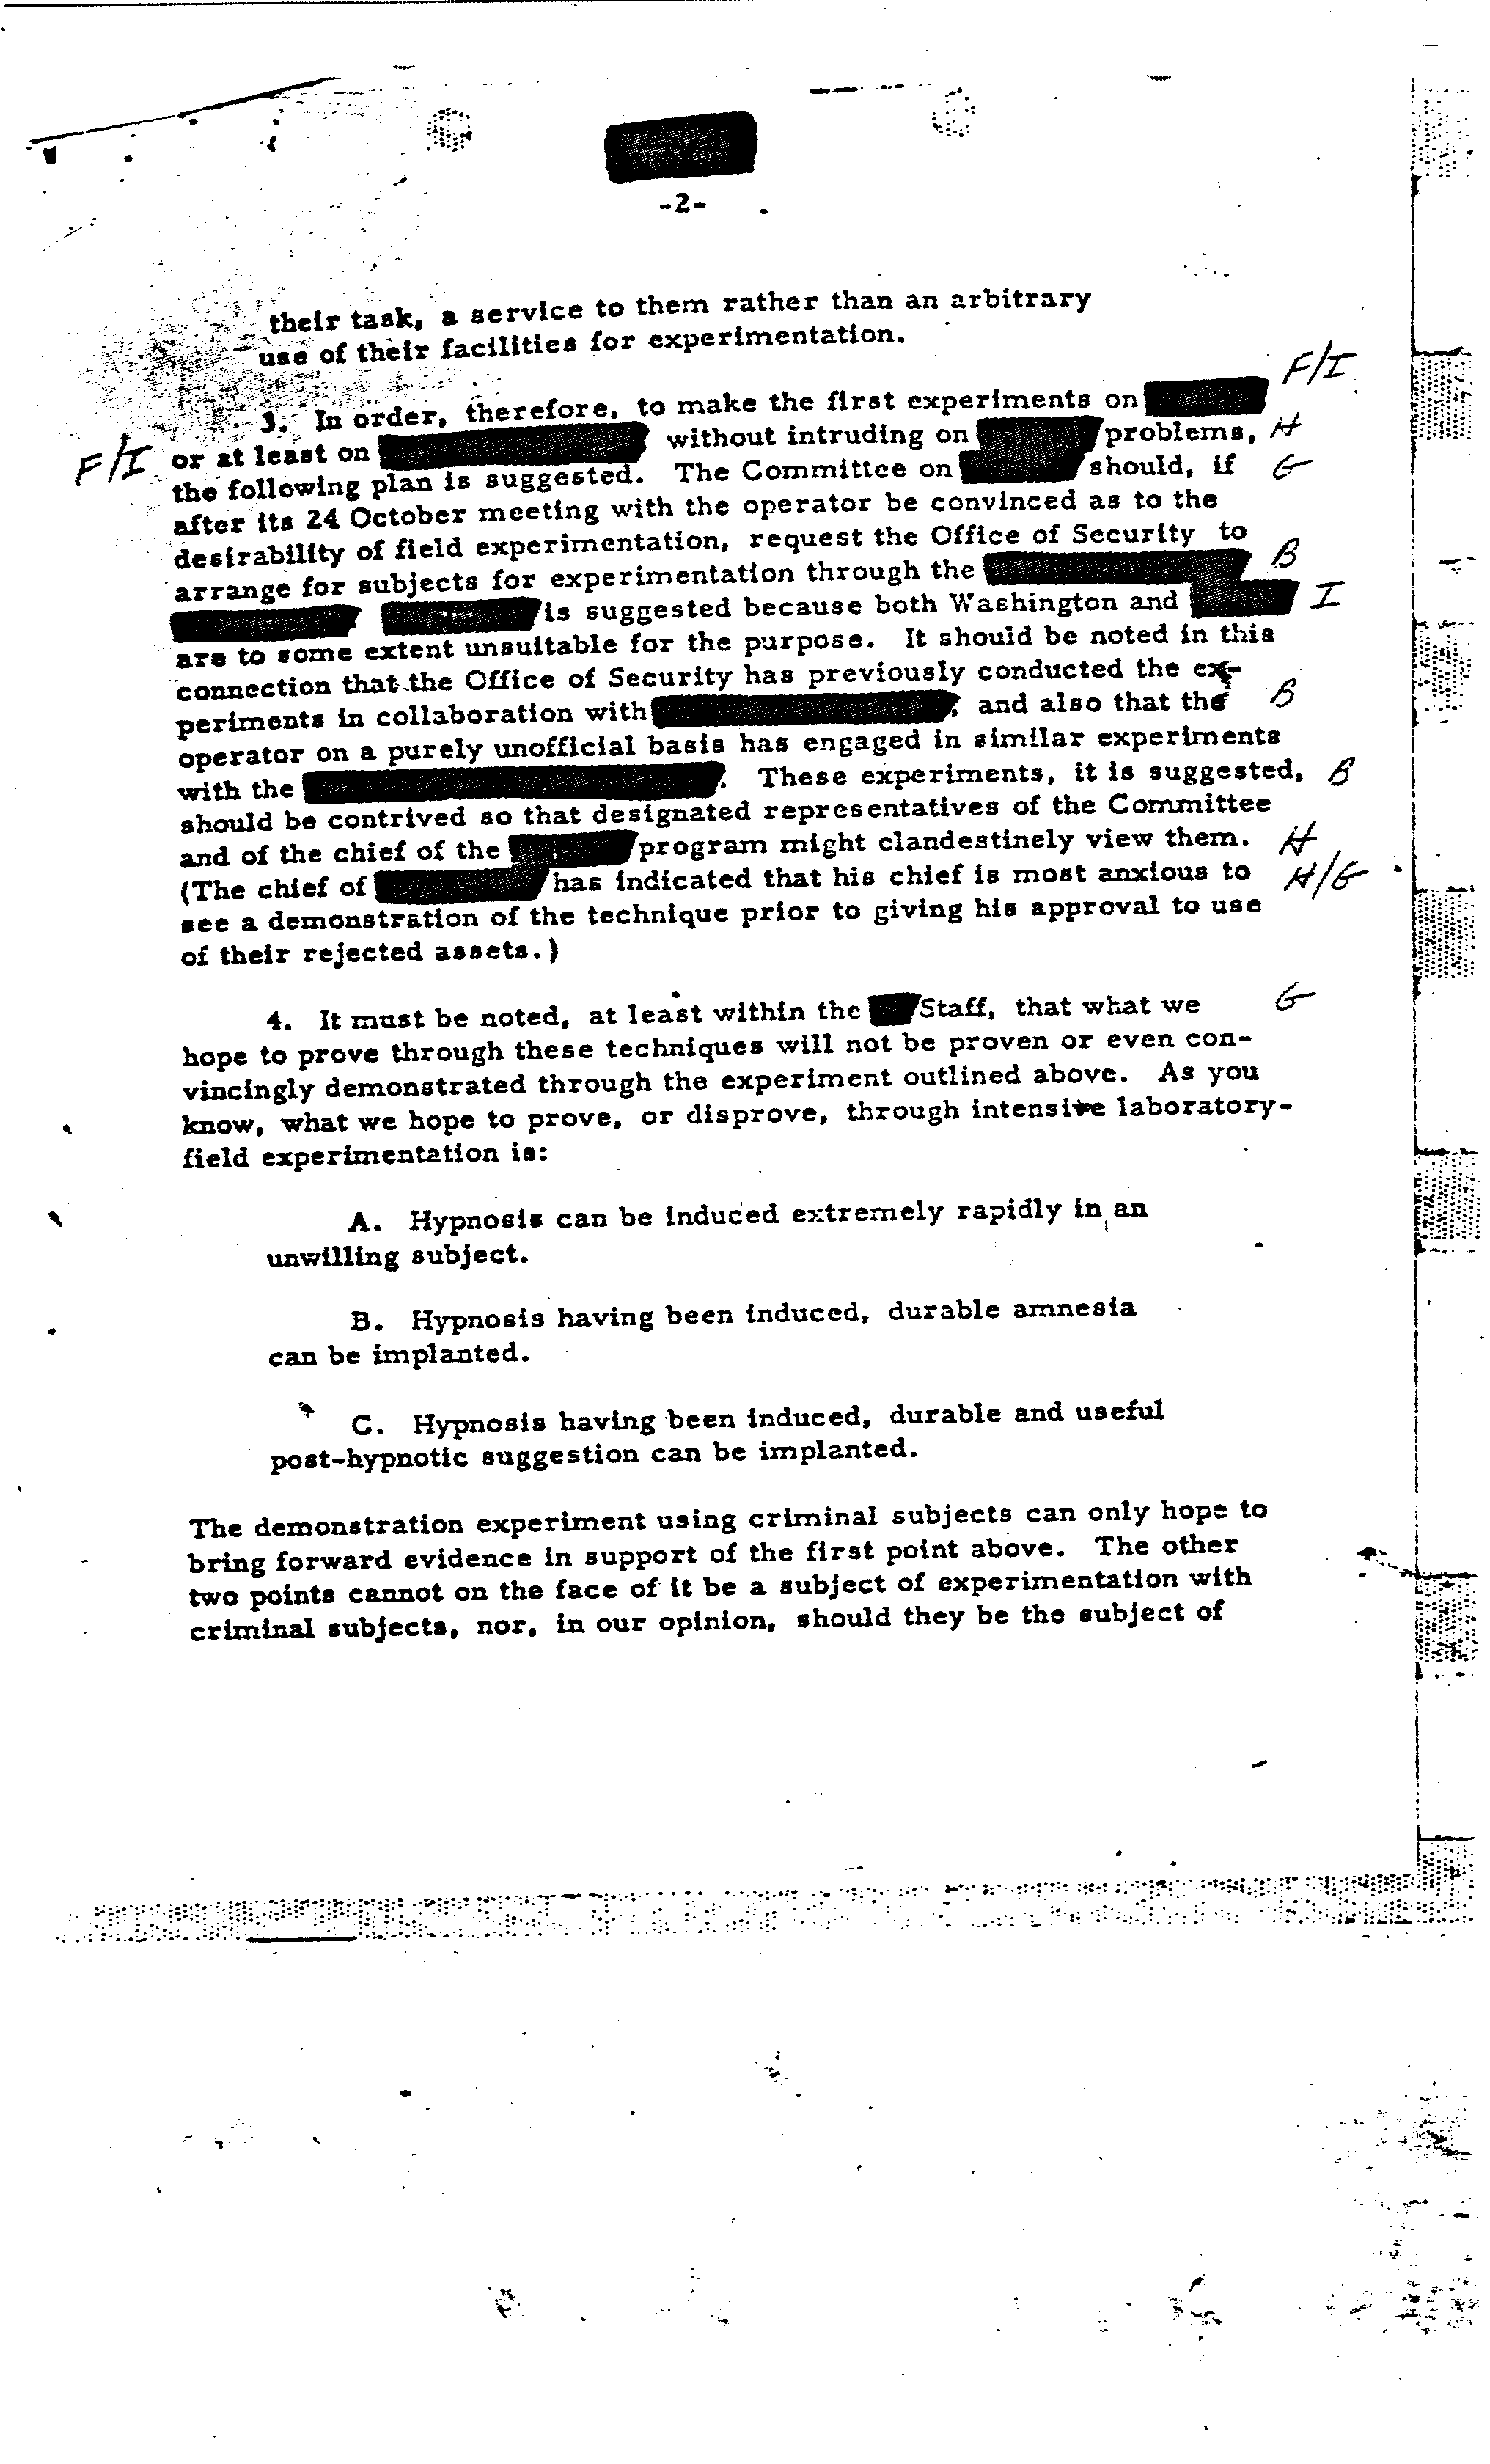 -2-
their task, a service to them rather than an arbitrary
use of their facilities for experimentation.
F/I
3. In order, therefore, to make the first experiments on
F/I or at least on without intruding on problems, H
the following plan is suggested. The Committee on should, if G
after its 24 October meeting with the operator be convinced as to the
desirability of field experimentation, request the Office of Security to
arrange for subjects for experimentation through the B
is suggested because both Washington and I
are to some extent unsuitable for the purpose. It should be noted in this
connection that the Office of Security has previously conducted the ex-
periments in collaboration with ; and also that the B
operator on a purely unofficial basis has engaged in similar experiments
with the . These experiments, it is suggested, B
should be contrived so that designated representatives of the Committee
and of the chief of the program might clandestinely view them. H
(The chief of has indicated that his chief is most anxious to H/G
see a demonstration of the technique prior to giving his approval to use
of their rejected assets.)
4. It must be noted, at least within the Staff, that what we G
hope to prove through these techniques will not be proven or even con-
vincingly demonstrated through the experiment outlined above. As you
know, what we hope to prove, or disprove, through intensive laboratory-
field experimentation is:
A. Hypnosis can be induced extremely rapidly in an
unwilling subject.
B. Hypnosis having been induced, durable amnesia
can be implanted.
C. Hypnosis having been induced, durable and useful
post-hypnotic suggestion can be implanted.
The demonstration experiment using criminal subjects can only hope to
bring forward evidence in support of the first point above. The other
two points cannot on the face of it be a subject of experimentation with
criminal subjects, nor, in our opinion, should they be the subject of